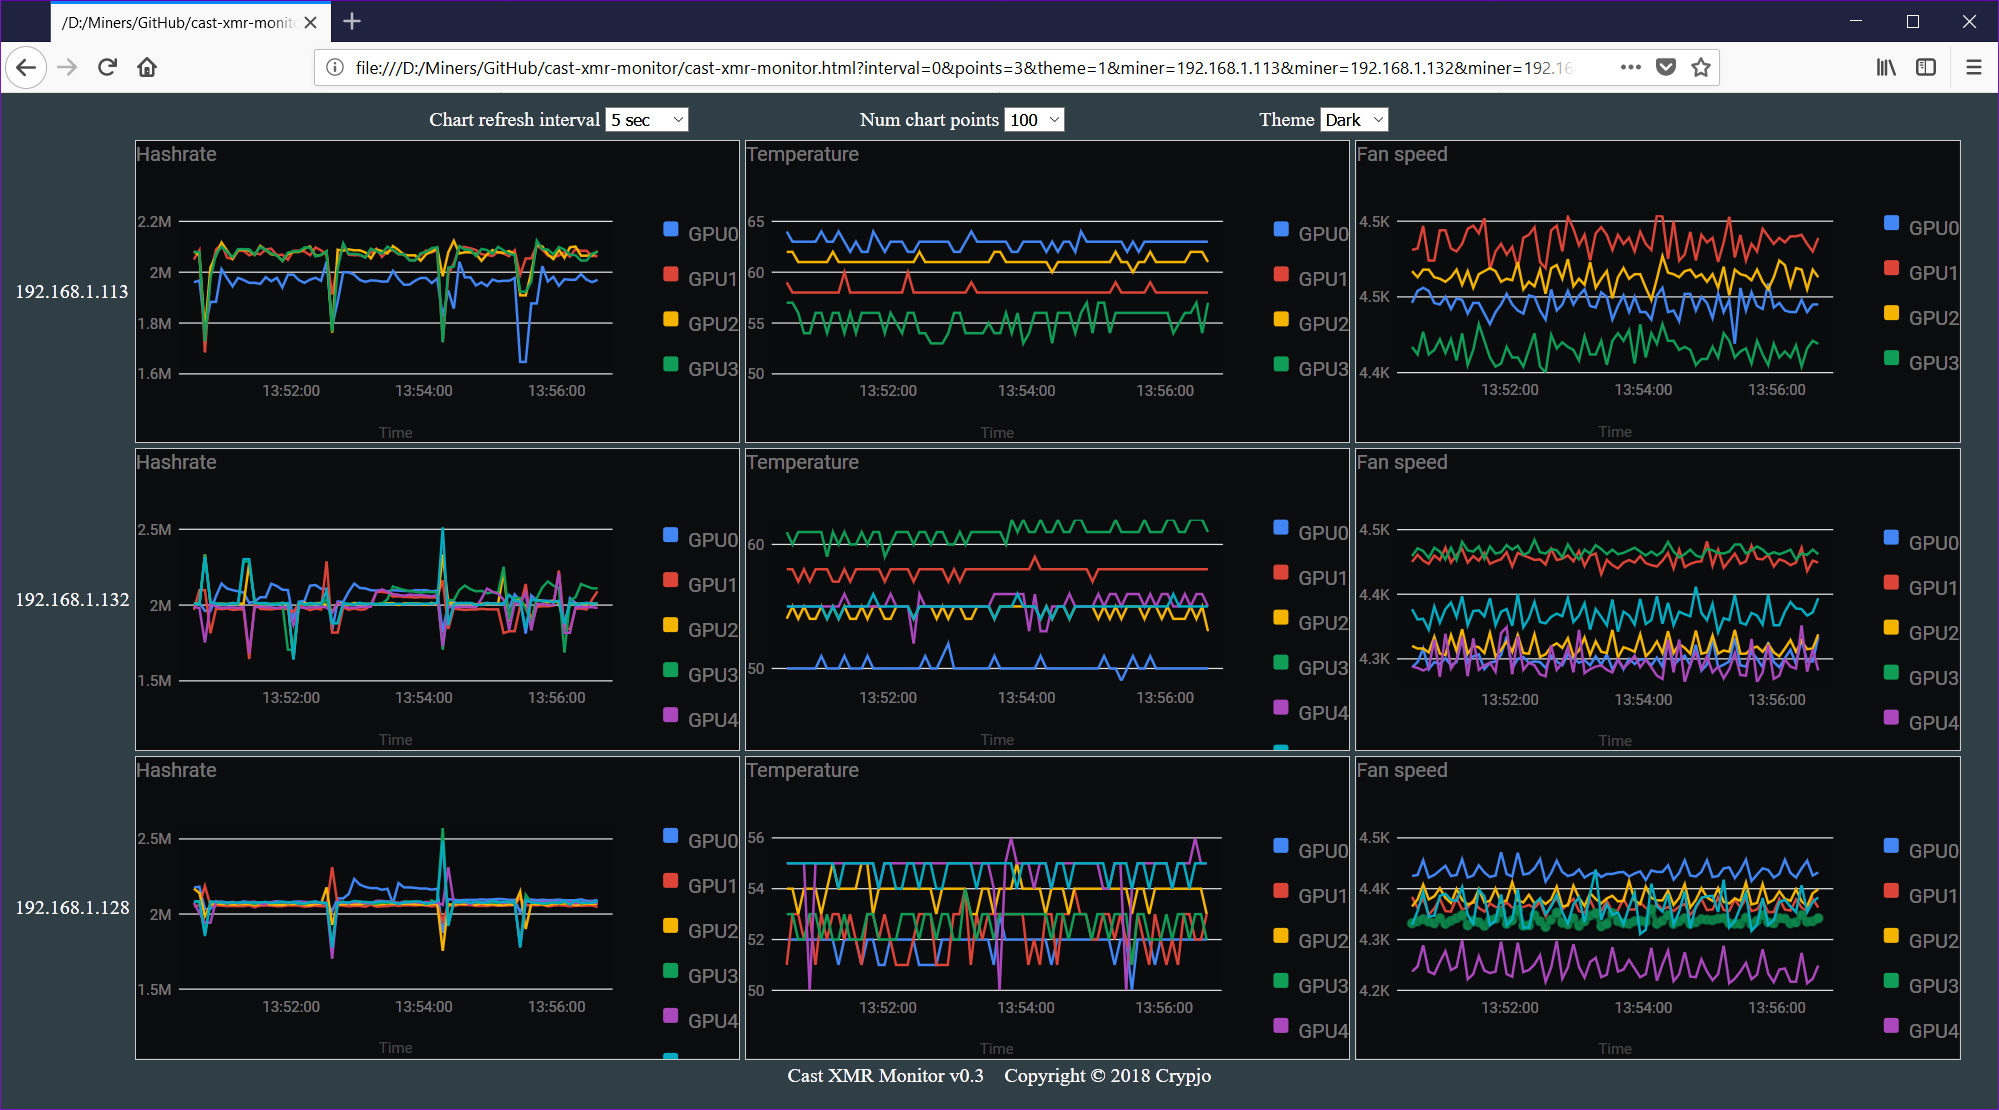 /D:/Miners/GitHub/cast-xmr-monit
file:///D:/Miners/GitHub/cast-xmr-monitor/cast-xmr-monitor.html?interval=0&points=3&theme=1&miner=192.168.1.113&miner=192.168.1.132&miner=192.16
Chart refresh interval 5 sec Num chart points 100 Theme Dark
192.168.1.113
Hashrate
2.2M
2M
1.8M
1.6M
13:52:00 13:54:00 13:56:00
Time
GPU0
GPU1
GPU2
GPU3
Temperature
65
60
55
50
13:52:00 13:54:00 13:56:00
Time
GPU0
GPU1
GPU2
GPU3
Fan speed
4.5K
4.5K
4.4K
13:52:00 13:54:00 13:56:00
Time
GPU0
GPU1
GPU2
GPU3
192.168.1.132
Hashrate
2.5M
2M
1.5M
13:52:00 13:54:00 13:56:00
Time
GPU0
GPU1
GPU2
GPU3
GPU4
Temperature
60
50
13:52:00 13:54:00 13:56:00
Time
GPU0
GPU1
GPU2
GPU3
GPU4
Fan speed
4.5K
4.4K
4.3K
13:52:00 13:54:00 13:56:00
Time
GPU0
GPU1
GPU2
GPU3
GPU4
192.168.1.128
Hashrate
2.5M
2M
1.5M
13:52:00 13:54:00 13:56:00
Time
GPU0
GPU1
GPU2
GPU3
GPU4
Temperature
56
54
52
50
13:52:00 13:54:00 13:56:00
Time
GPU0
GPU1
GPU2
GPU3
GPU4
Fan speed
4.5K
4.4K
4.3K
4.2K
13:52:00 13:54:00 13:56:00
Time
GPU0
GPU1
GPU2
GPU3
GPU4
Cast XMR Monitor v0.3 Copyright © 2018 Crypjo